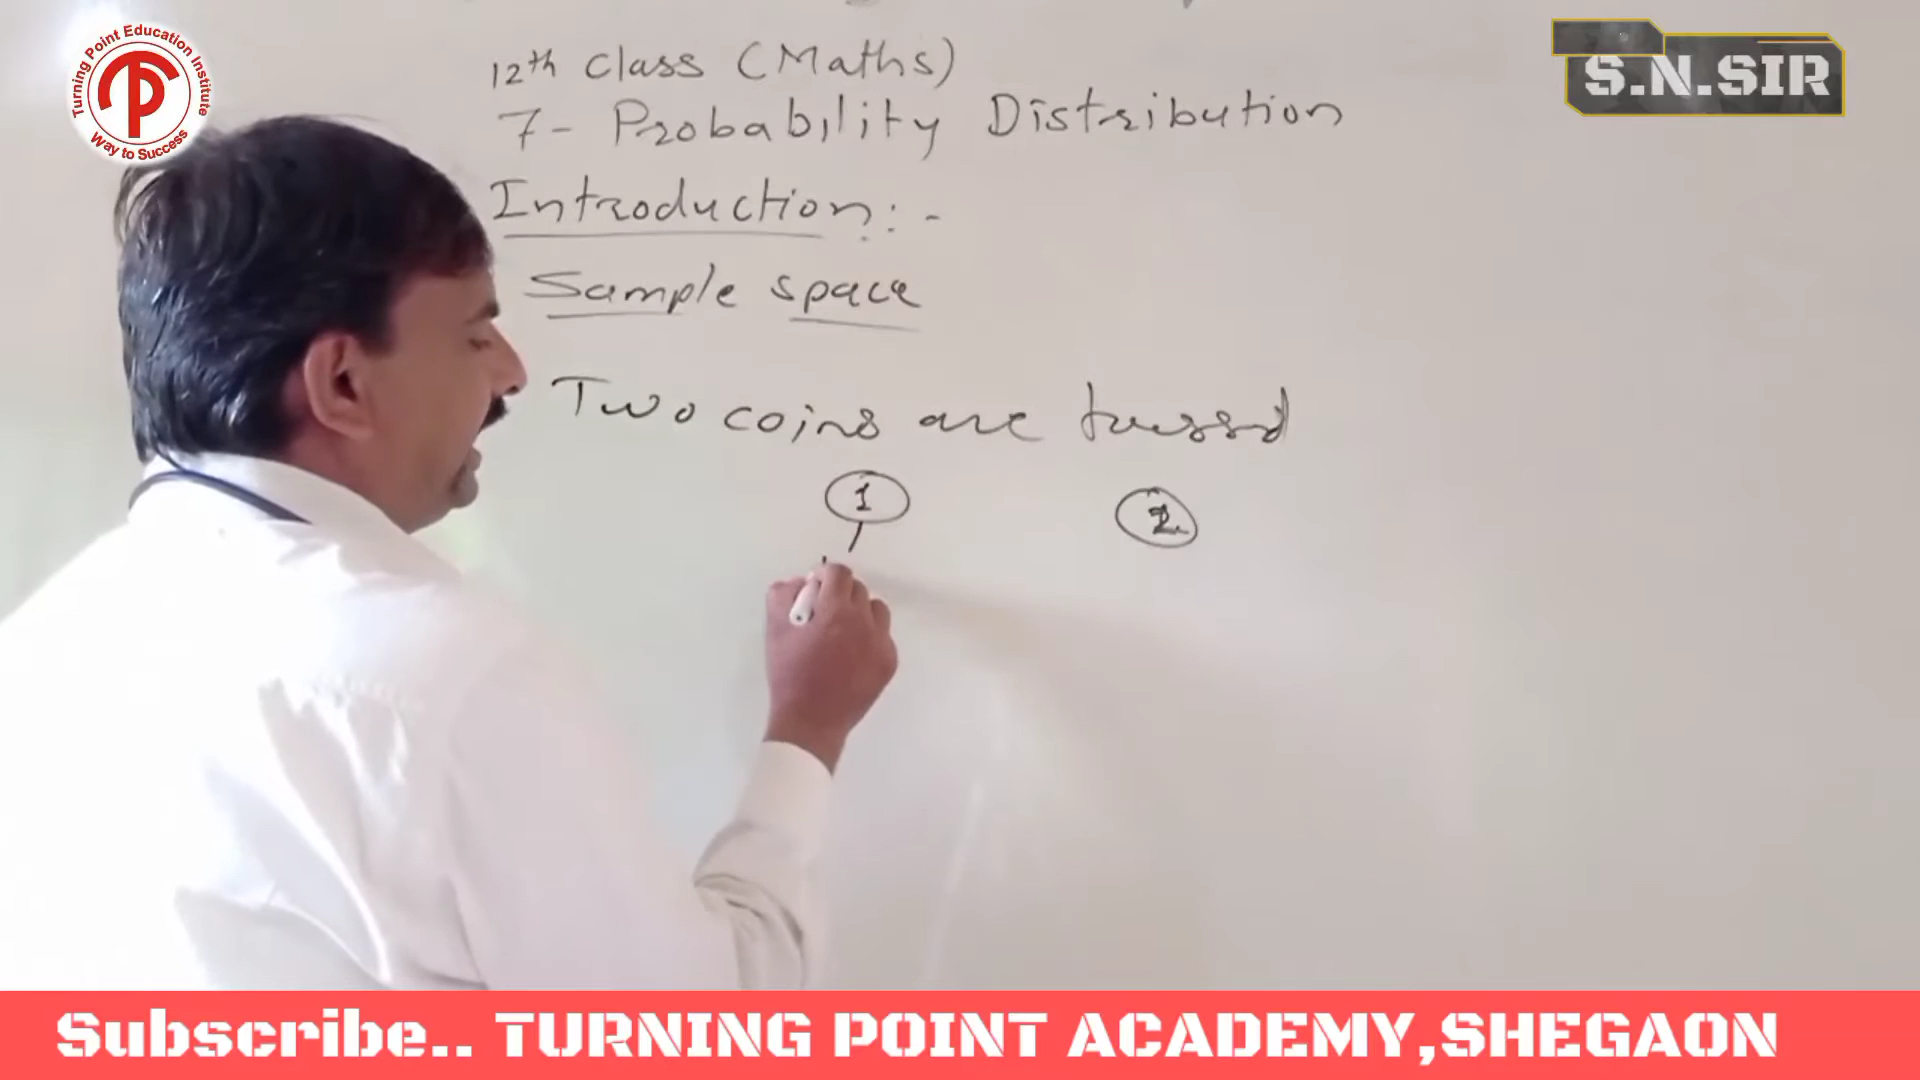 Turning Point Education Institute
Way to Success
S.N.SIR
12th class (Maths)
7- Probability Distribution
Introduction:-
Sample space
Two coins are tossed
1
2
Subscribe.. TURNING POINT ACADEMY,SHEGAON